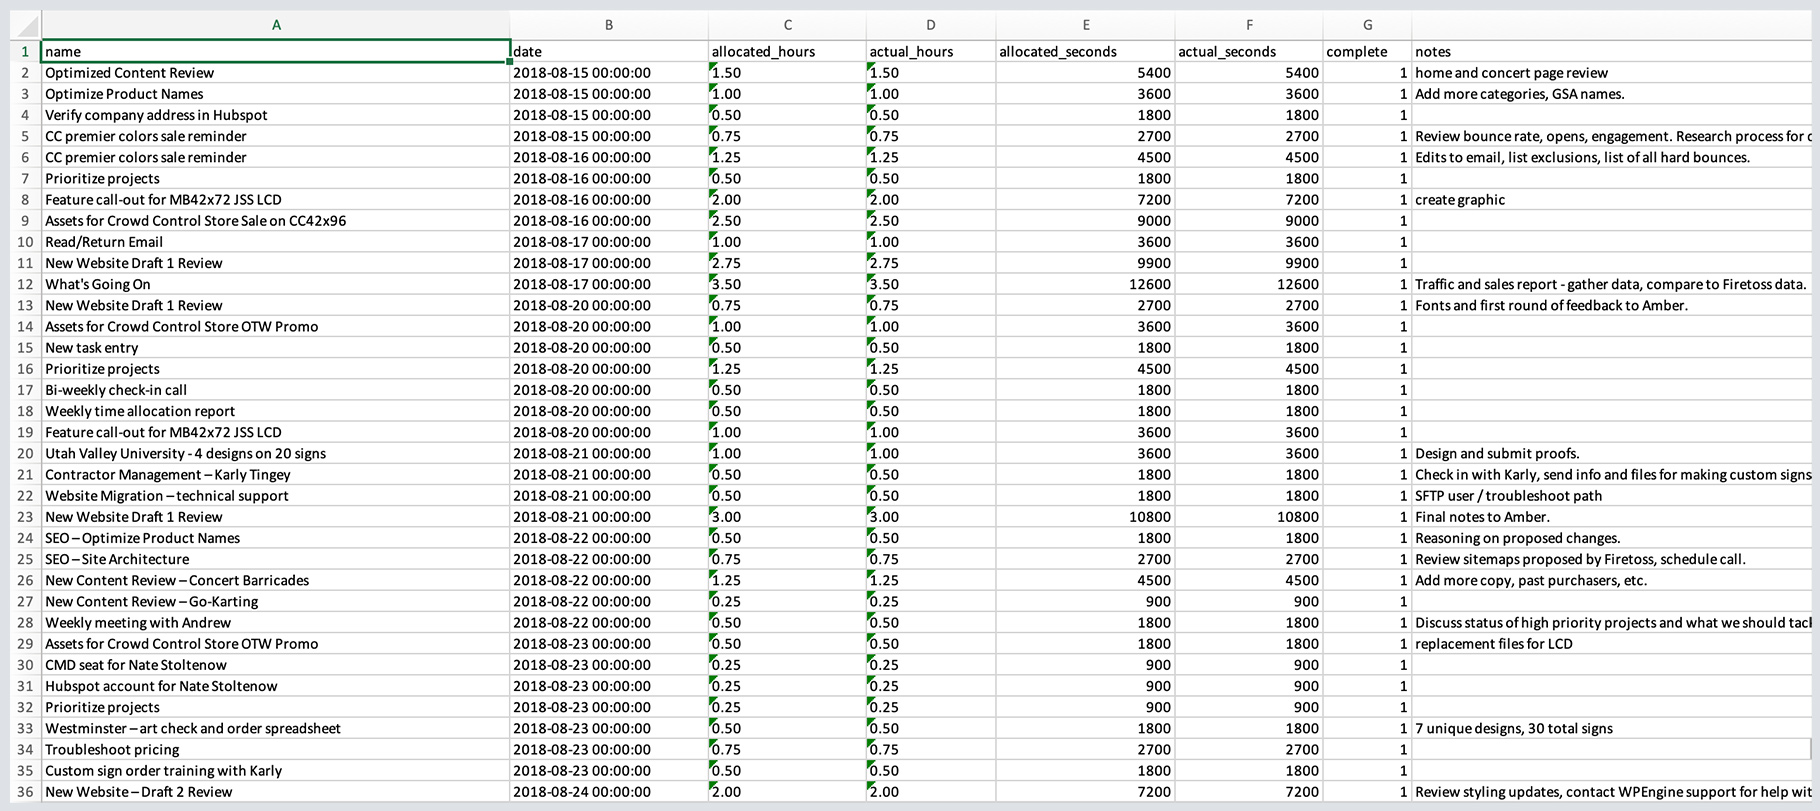 A B C D E F G
1 name date allocated_hours actual_hours allocated_seconds actual_seconds complete notes
2 Optimized Content Review 2018-08-15 00:00:00 1.50 1.50 5400 5400 1 home and concert page review
3 Optimize Product Names 2018-08-15 00:00:00 1.00 1.00 3600 3600 1 Add more categories, GSA names.
4 Verify company address in Hubspot 2018-08-15 00:00:00 0.50 0.50 1800 1800 1
5 CC premier colors sale reminder 2018-08-15 00:00:00 0.75 0.75 2700 2700 1 Review bounce rate, opens, engagement. Research process for
6 CC premier colors sale reminder 2018-08-16 00:00:00 1.25 1.25 4500 4500 1 Edits to email, list exclusions, list of all hard bounces.
7 Prioritize projects 2018-08-16 00:00:00 0.50 0.50 1800 1800 1
8 Feature call-out for MB42x72 JSS LCD 2018-08-16 00:00:00 2.00 2.00 7200 7200 1 create graphic
9 Assets for Crowd Control Store Sale on CC42x96 2018-08-16 00:00:00 2.50 2.50 9000 9000 1
10 Read/Return Email 2018-08-17 00:00:00 1.00 1.00 3600 3600 1
11 New Website Draft 1 Review 2018-08-17 00:00:00 2.75 2.75 9900 9900 1
12 What's Going On 2018-08-17 00:00:00 3.50 3.50 12600 12600 1 Traffic and sales report - gather data, compare to Firetoss data.
13 New Website Draft 1 Review 2018-08-20 00:00:00 0.75 0.75 2700 2700 1 Fonts and first round of feedback to Amber.
14 Assets for Crowd Control Store OTW Promo 2018-08-20 00:00:00 1.00 1.00 3600 3600 1
15 New task entry 2018-08-20 00:00:00 0.50 0.50 1800 1800 1
16 Prioritize projects 2018-08-20 00:00:00 1.25 1.25 4500 4500 1
17 Bi-weekly check-in call 2018-08-20 00:00:00 0.50 0.50 1800 1800 1
18 Weekly time allocation report 2018-08-20 00:00:00 0.50 0.50 1800 1800 1
19 Feature call-out for MB42x72 JSS LCD 2018-08-20 00:00:00 1.00 1.00 3600 3600 1
20 Utah Valley University - 4 designs on 20 signs 2018-08-21 00:00:00 1.00 1.00 3600 3600 1 Design and submit proofs.
21 Contractor Management – Karly Tingey 2018-08-21 00:00:00 0.50 0.50 1800 1800 1 Check in with Karly, send info and files for making custom signs
22 Website Migration – technical support 2018-08-21 00:00:00 0.50 0.50 1800 1800 1 SFTP user / troubleshoot path
23 New Website Draft 1 Review 2018-08-21 00:00:00 3.00 3.00 10800 10800 1 Final notes to Amber.
24 SEO – Optimize Product Names 2018-08-22 00:00:00 0.50 0.50 1800 1800 1 Reasoning on proposed changes.
25 SEO – Site Architecture 2018-08-22 00:00:00 0.75 0.75 2700 2700 1 Review sitemaps proposed by Firetoss, schedule call.
26 New Content Review – Concert Barricades 2018-08-22 00:00:00 1.25 1.25 4500 4500 1 Add more copy, past purchasers, etc.
27 New Content Review – Go-Karting 2018-08-22 00:00:00 0.25 0.25 900 900 1
28 Weekly meeting with Andrew 2018-08-22 00:00:00 0.50 0.50 1800 1800 1 Discuss status of high priority projects and what we should
29 Assets for Crowd Control Store OTW Promo 2018-08-23 00:00:00 0.50 0.50 1800 1800 1 replacement files for LCD
30 CMD seat for Nate Stoltenow 2018-08-23 00:00:00 0.25 0.25 900 900 1
31 Hubspot account for Nate Stoltenow 2018-08-23 00:00:00 0.25 0.25 900 900 1
32 Prioritize projects 2018-08-23 00:00:00 0.25 0.25 900 900 1
33 Westminster – art check and order spreadsheet 2018-08-23 00:00:00 0.50 0.50 1800 1800 1 7 unique designs, 30 total signs
34 Troubleshoot pricing 2018-08-23 00:00:00 0.75 0.75 2700 2700 1
35 Custom sign order training with Karly 2018-08-23 00:00:00 0.50 0.50 1800 1800 1
36 New Website – Draft 2 Review 2018-08-24 00:00:00 2.00 2.00 7200 7200 1 Review styling updates, contact WPEngine support for help